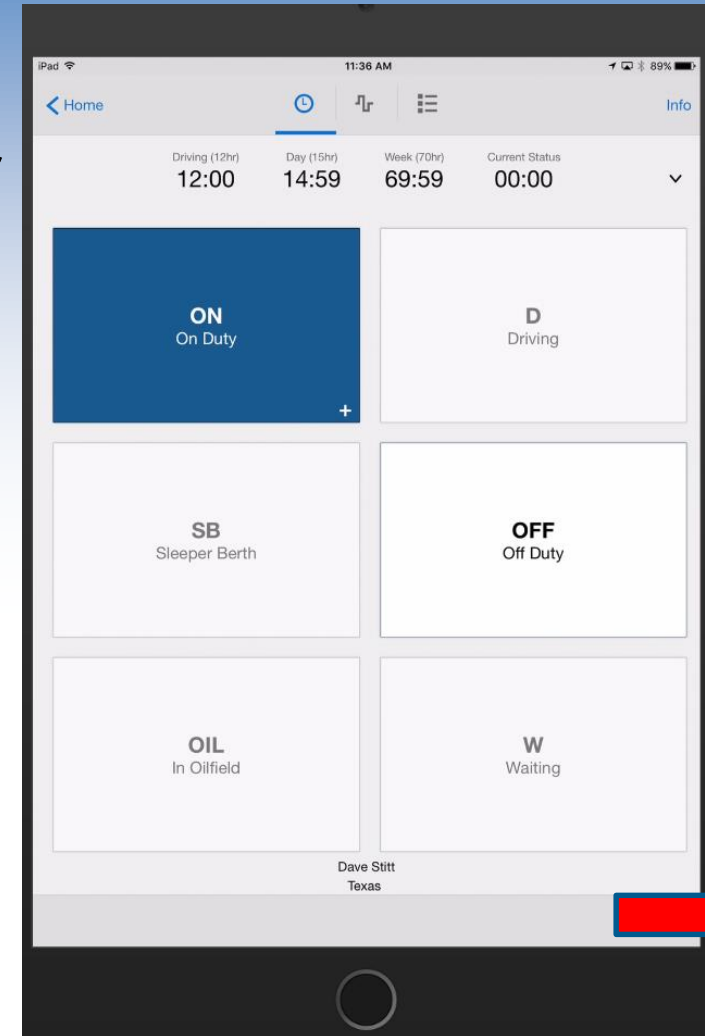 iPad 11:36 AM 89%
Home Info
Driving (12hr) Day (15hr) Week (70hr) Current Status
12:00 14:59 69:59 00:00
ON
On Duty
+
D
Driving
SB
Sleeper Berth
OFF
Off Duty
OIL
In Oilfield
W
Waiting
Dave Stitt
Texas